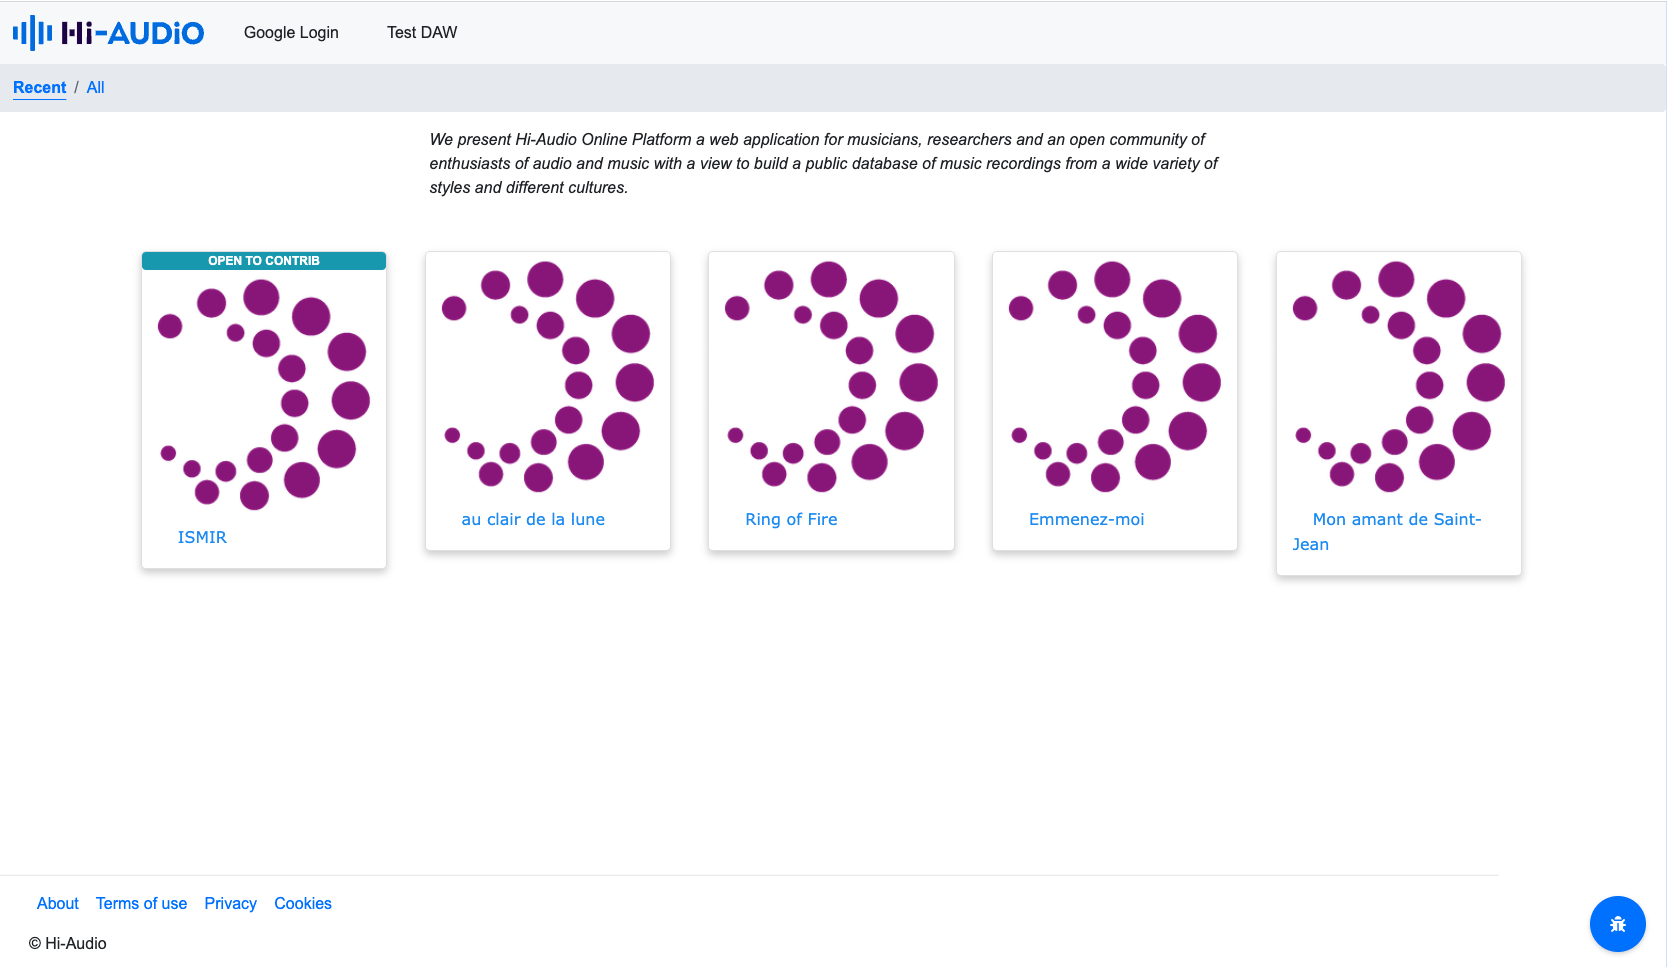 Hi-AUDiO
Google Login
Test DAW
Recent / All
We present Hi-Audio Online Platform a web application for musicians, researchers and an open community of
enthusiasts of audio and music with a view to build a public database of music recordings from a wide variety of
styles and different cultures.
OPEN TO CONTRIB
ISMIR
au clair de la lune
Ring of Fire
Emmenez-moi
Mon amant de Saint-
Jean
About Terms of use Privacy Cookies
© Hi-Audio